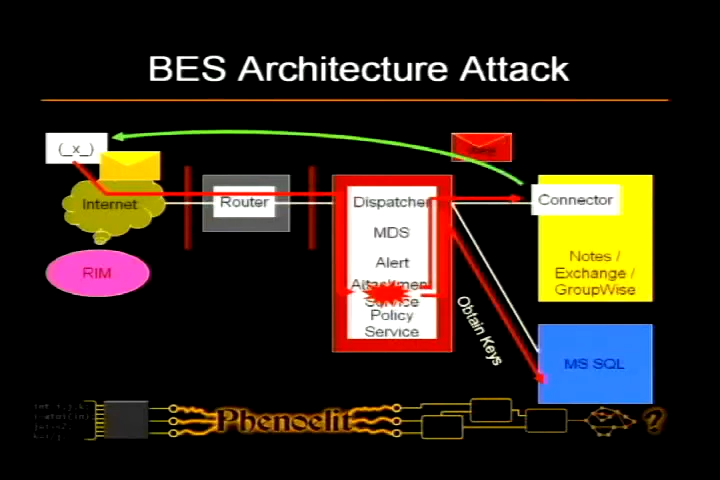 BES Architecture Attack
(_x_)
Internet
Router
Dispatcher
Connector
MDS
RIM
Alert
Attachment
Service
Policy
Service
Notes /
Exchange /
GroupWise
Obtain Keys
MS SQL
Phenoelit
?